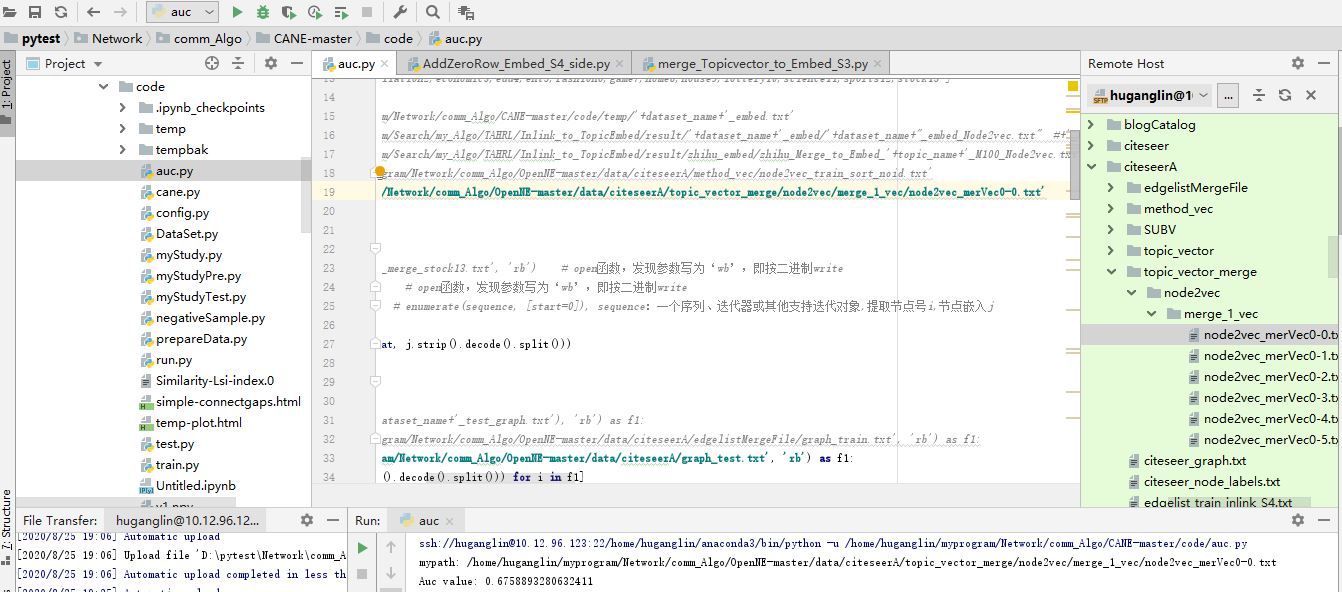 auc
pytest Network comm_Algo CANE-master code auc.py
1: Project
Project
code
.ipynb_checkpoints
temp
tempbak
auc.py
cane.py
config.py
DataSet.py
myStudy.py
myStudyPre.py
myStudyTest.py
negativeSample.py
prepareData.py
run.py
Similarity-Lsi-index.0
simple-connectgaps.html
temp-plot.html
test.py
train.py
Untitled.ipynb
auc.py AddZeroRow_Embed_S4_side.py merge_Topicvector_to_Embed_S3.py
14
15 m/Network/comm_Algo/CANE-master/code/temp/'+dataset_name+'_embed.txt'
16 m/Search/my_Algo/TAHRL/Inlink_to_TopicEmbed/result/'+dataset_name+'_embed/'+dataset_name+"_embed_Node2vec.txt" #+"
17 m/Search/my_Algo/TAHRL/Inlink_to_TopicEmbed/result/zhihu_embed/zhihu_Merge_to_Embed_'+topic_name+'_M100_Node2vec.tx
18 gram/Network/comm_Algo/OpenNE-master/data/citeseerA/method_vec/node2vec_train_sort_noid.txt'
19 /Network/comm_Algo/OpenNE-master/data/citeseerA/topic_vector_merge/node2vec/merge_1_vec/node2vec_merVec0-0.txt'
20
21
22
23 _merge_stock13.txt', 'rb') # open函数，发现参数写为‘wb’，即按二进制write
24 # open函数，发现参数写为‘wb’，即按二进制write
25 # enumerate(sequence, [start=0]), sequence：一个序列、迭代器或其他支持迭代对象,提取节点号i,节点嵌入j
26
27 at, j.strip().decode().split())
28
29
30
31 ataset_name+'_test_graph.txt'), 'rb') as f1:
32 gram/Network/comm_Algo/OpenNE-master/data/citeseerA/edgelistMergeFile/graph_train.txt', 'rb') as f1:
33 am/Network/comm_Algo/OpenNE-master/data/citeseerA/graph_test.txt', 'rb') as f1:
34 ().decode().split())) for i in f1]
Remote Host
huganglin@1
...
blogCatalog
citeseer
citeseerA
edgelistMergeFile
method_vec
SUBV
topic_vector
topic_vector_merge
node2vec
merge_1_vec
node2vec_merVec0-0.tx
node2vec_merVec0-1.tx
node2vec_merVec0-2.tx
node2vec_merVec0-3.tx
node2vec_merVec0-4.tx
node2vec_merVec0-5.tx
citeseer_graph.txt
citeseer_node_labels.txt
edgelist_train_inlink_S4.txt
7: Structure
File Transfer: huganglin@10.12.96.12...
[2020/8/25 19:06] Automatic upload
[2020/8/25 19:06] Upload file 'D:\pytest\Network\comm_A
[2020/8/25 19:06] Automatic upload completed in less th
Run: auc
ssh://huganglin@10.12.96.123:22/home/huganglin/anaconda3/bin/python -u /home/huganglin/myprogram/Network/comm_Algo/CANE-master/code/auc.py
mypath: /home/huganglin/myprogram/Network/comm_Algo/OpenNE-master/data/citeseerA/topic_vector_merge/node2vec/merge_1_vec/node2vec_merVec0-0.txt
Auc value: 0.6758893280632411